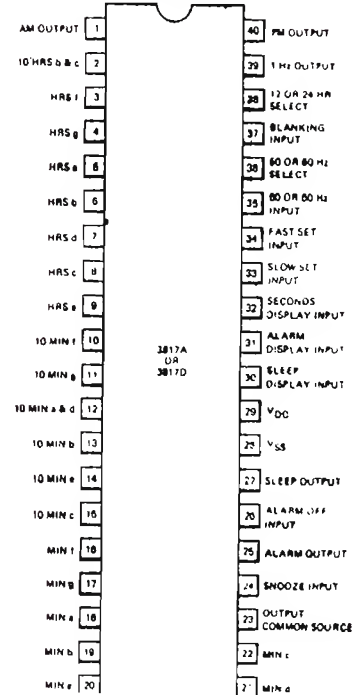 AM OUTPUT 1
10'HRS b & c 2
HRS f 3
HRS g 4
HRS a 5
HRS b 6
HRS d 7
HRS c 8
HRS e 9
10 MIN f 10
10 MIN g 11
10 MIN a & d 12
10 MIN b 13
10 MIN e 14
10 MIN c 15
MIN f 16
MIN g 17
MIN a 18
MIN b 19
MIN e 20
3817A
OR
3817D
40 PM OUTPUT
39 1 Hz OUTPUT
38 12 OR 24 HR
SELECT
37 BLANKING
INPUT
36 50 OR 60 Hz
SELECT
35 50 OR 60 Hz
INPUT
34 FAST SET
INPUT
33 SLOW SET
INPUT
32 SECONDS
DISPLAY INPUT
31 ALARM
DISPLAY INPUT
30 SLEEP
DISPLAY INPUT
29
28 VSS
27 SLEEP OUTPUT
26 ALARM OFF
INPUT
25 ALARM OUTPUT
24 SNOOZE INPUT
23 OUTPUT
COMMON SOURCE
22 MIN c
21 MIN d